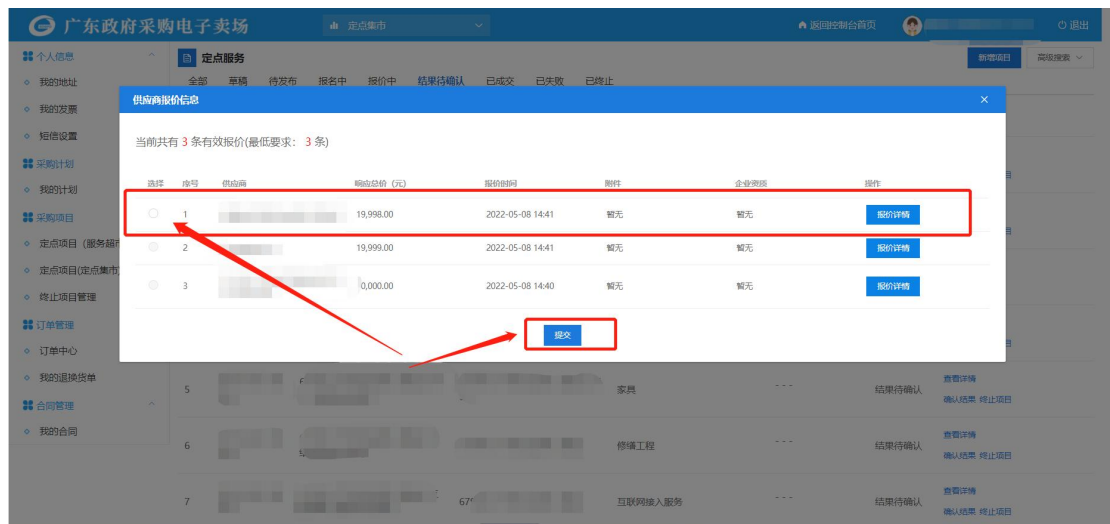 广东政府采购电子卖场 定点集市 返回控制台首页 退出
个人信息 定点服务 新增项目 高级搜索
我的地址 全部 草稿 待发布 报名中 报价中 结果待确认 已成交 已失败 已终止
供应商报价信息 ×
我的发票
短信设置 当前共有 3 条有效报价(最低要求： 3 条)
采购计划
选择 序号 供应商 响应总价（元） 报价时间 附件 企业资质 操作
我的计划
采购项目 1 19,998.00 2022-05-08 14:41 暂无 暂无 报价详情
定点项目（服务超市 2 19,999.00 2022-05-08 14:41 暂无 暂无 报价详情
定点项目(定点集市)
终止项目管理 3 0,000.00 2022-05-08 14:40 暂无 暂无 报价详情
订单管理 提交
订单中心
我的退换货单 查看详情
5 家具 - - - 结果待确认
合同管理 确认结果 终止项目
我的合同 查看详情
6 修缮工程 - - - 结果待确认
确认结果 终止项目
查看详情
7 67 互联网接入服务 - - - 结果待确认
确认结果 终止项目